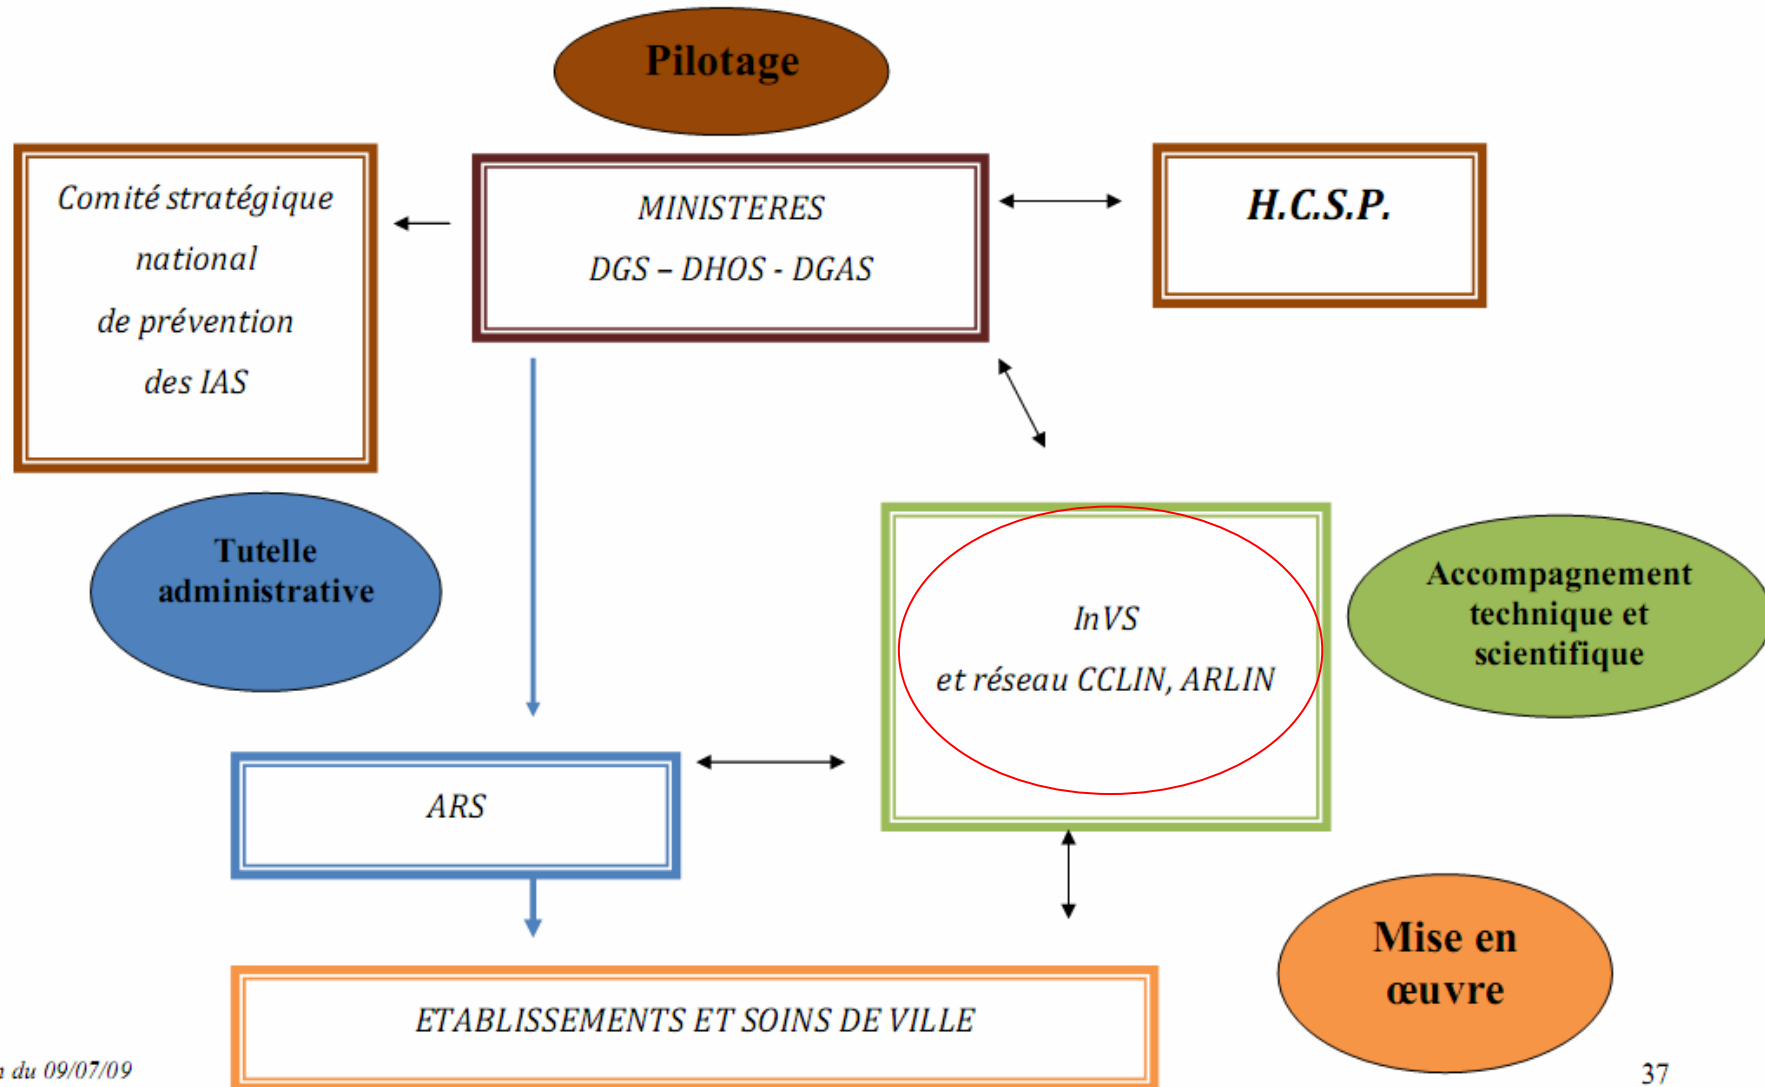 Pilotage
Comité stratégique
national
de prévention
des IAS
MINISTERES
DGS – DHOS - DGAS
H.C.S.P.
Tutelle
administrative
InVS
et réseau CCLIN, ARLIN
Accompagnement
technique et
scientifique
ARS
Mise en
œuvre
ETABLISSEMENTS ET SOINS DE VILLE
du 09/07/09
37